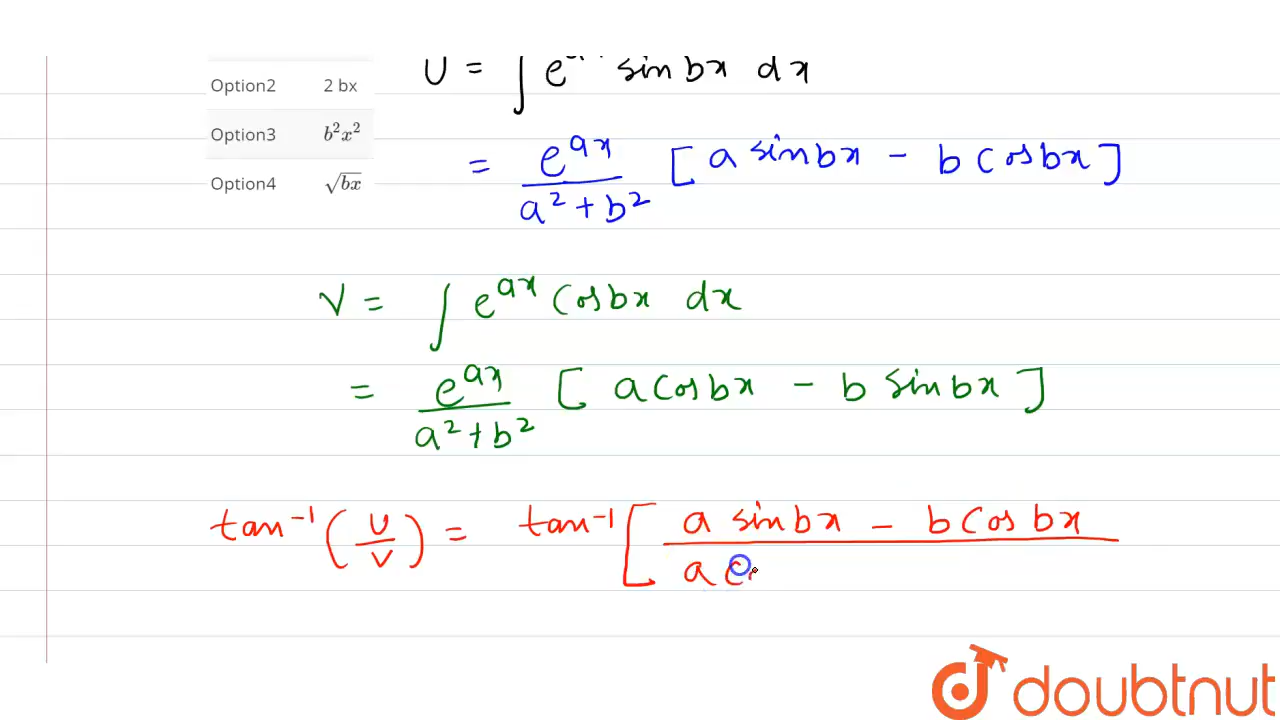 U = ∫ e^{ax} sin bx dx
Option2 2 bx
= e^{ax}/(a² + b²) [a sin bx - b cos bx]
Option3 b²x²
Option4 √bx
V = ∫ e^{ax} cos bx dx
= e^{ax}/(a² + b²) [a cos bx - b sin bx]
tan⁻¹ (U/V) = tan⁻¹ [a sin bx - b cos bx / a c
doubtnut